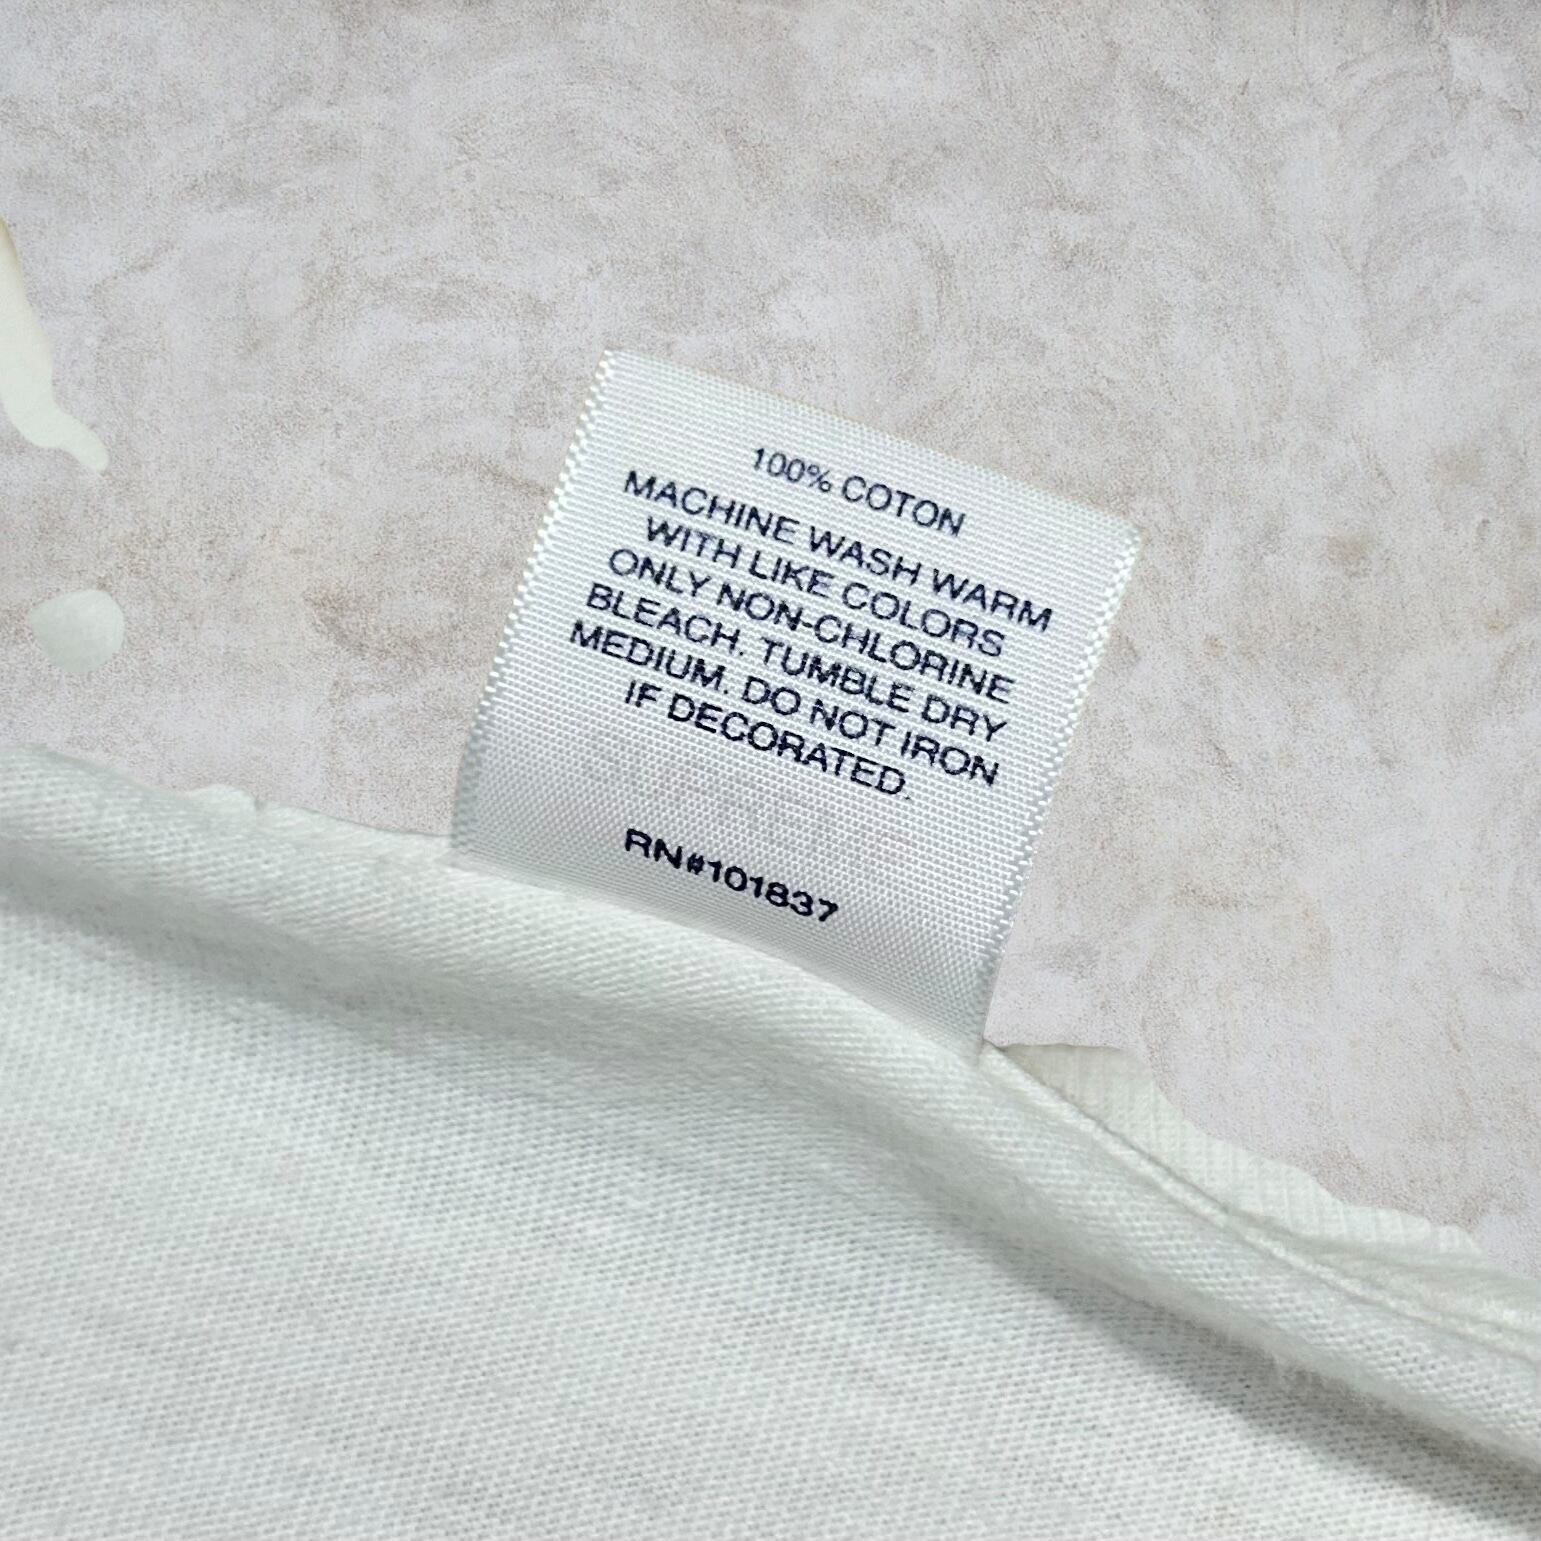 100% COTON
MACHINE WASH WARM
WITH LIKE COLORS
ONLY NON-CHLORINE
BLEACH. TUMBLE DRY
MEDIUM. DO NOT IRON
IF DECORATED.
RN#101837